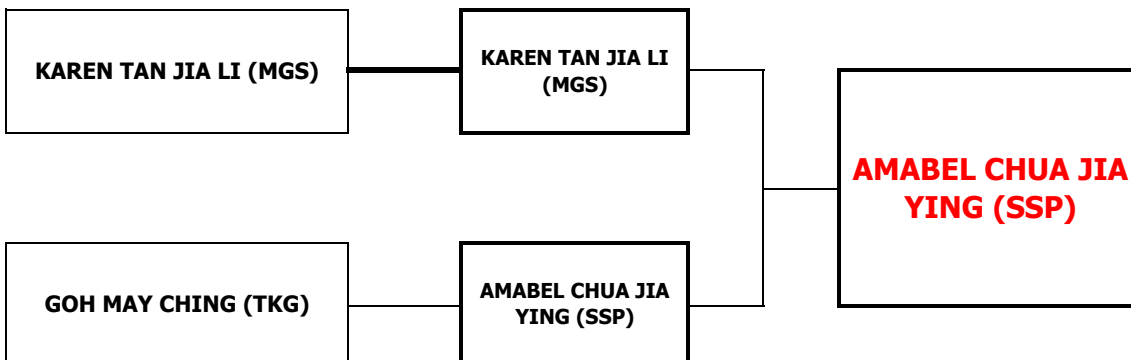 KAREN TAN JIA LI (MGS)
KAREN TAN JIA LI
(MGS)
AMABEL CHUA JIA
YING (SSP)
GOH MAY CHING (TKG)
AMABEL CHUA JIA
YING (SSP)